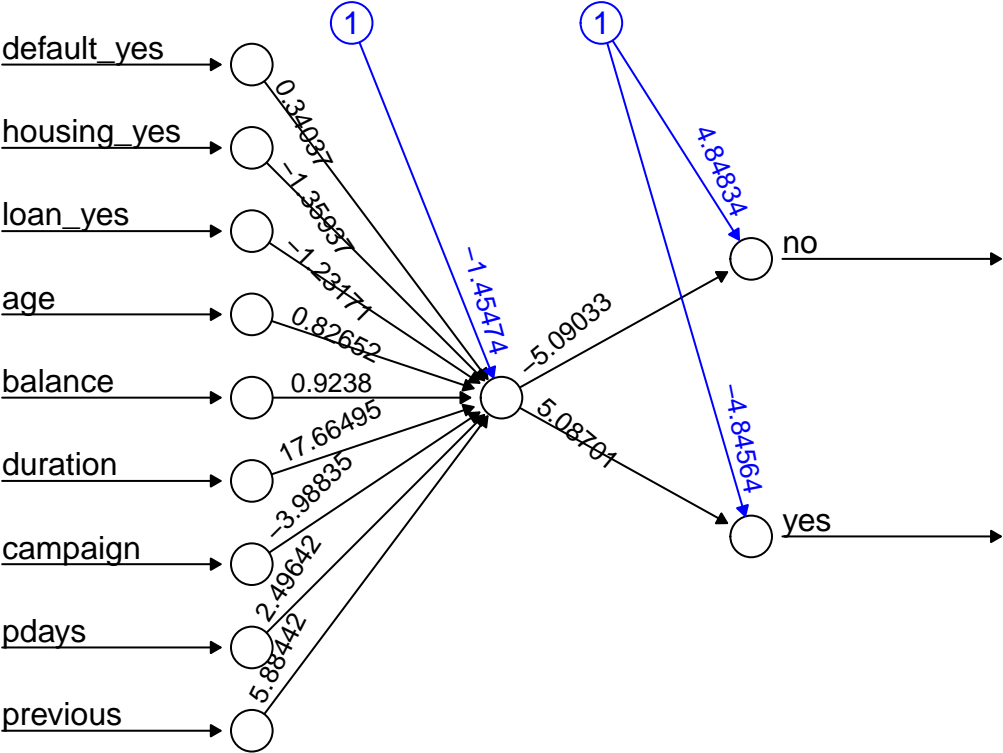 1
1
default_yes
0.34037
housing_yes
−1.35937
4.84834
loan_yes
−1.23171
no
age
0.82652
−1.45474
−5.09033
balance
0.9238
duration
17.66495
5.08701
−4.84564
campaign
−3.98835
yes
pdays
2.49642
previous
5.88442